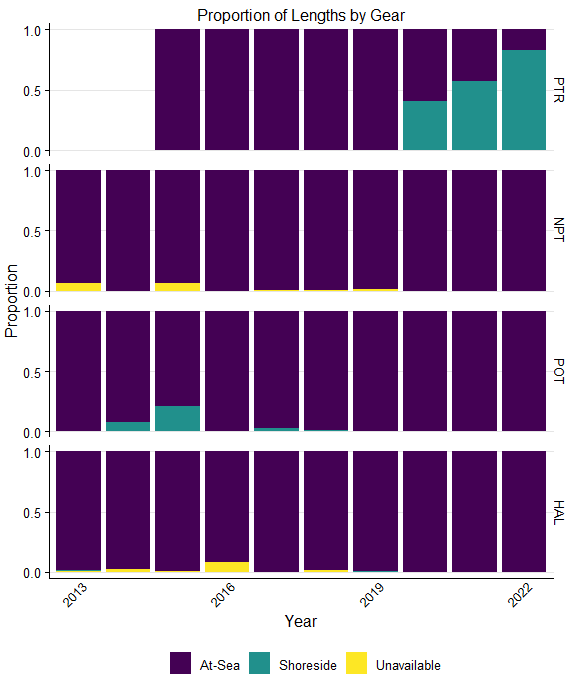 Proportion of Lengths by Gear
Proportion
1.0
0.5
0.0
PTR
1.0
0.5
0.0
NPT
1.0
0.5
0.0
POT
1.0
0.5
0.0
HAL
2013 2016 2019 2022
Year
At-Sea Shoreside Unavailable